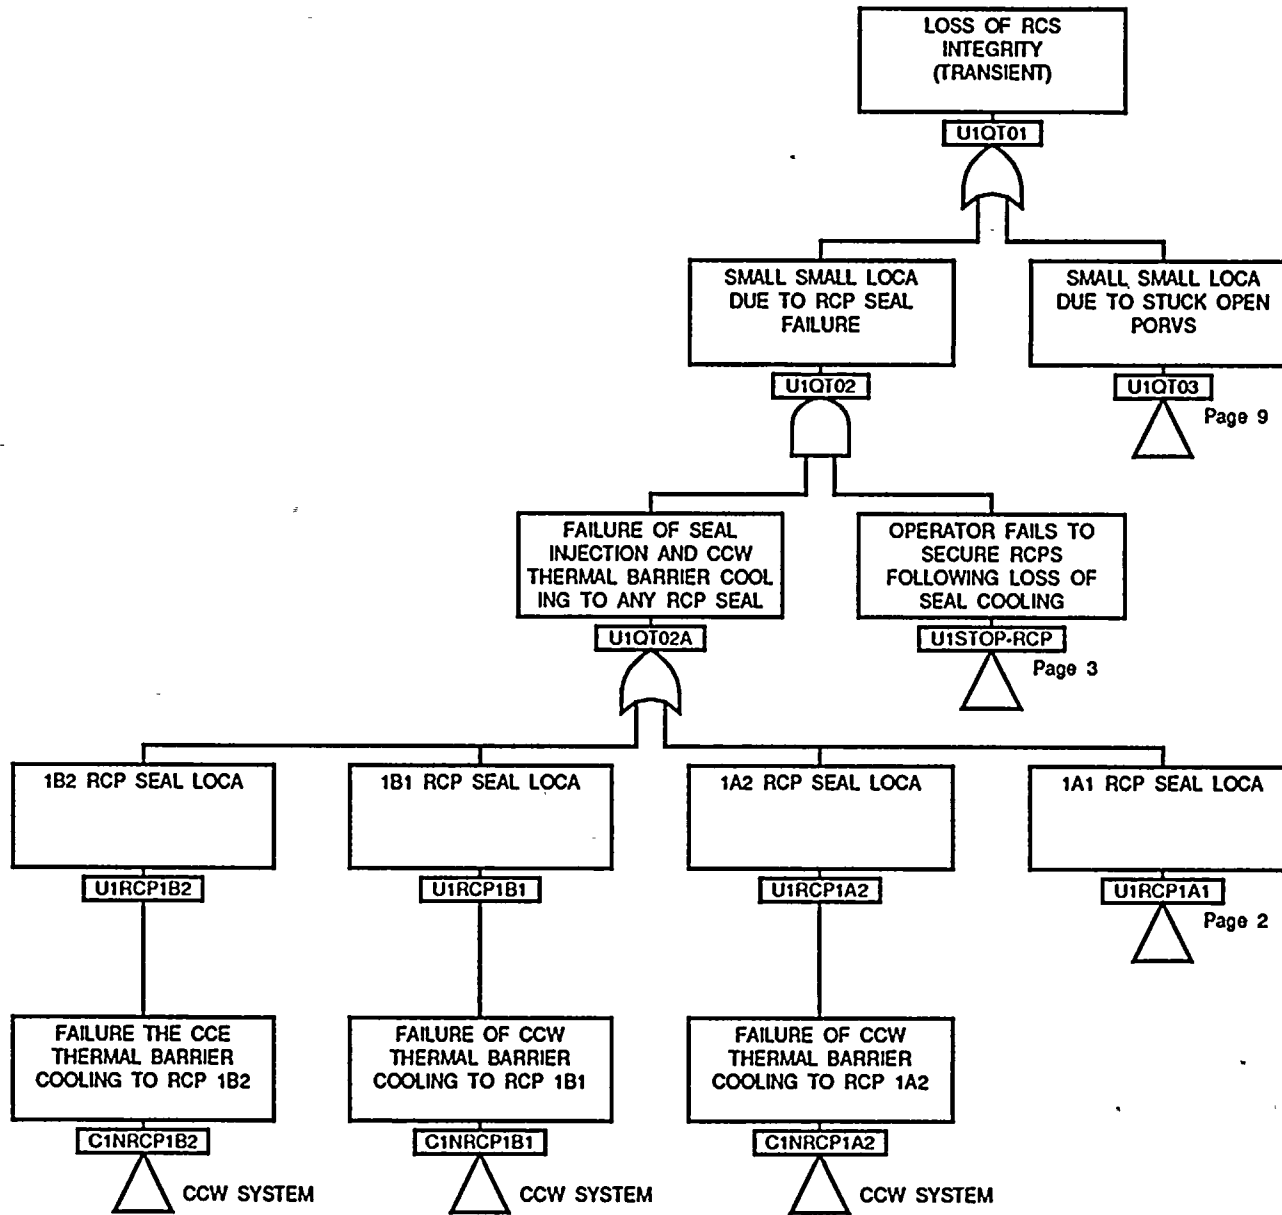 LOSS OF RCS
INTEGRITY
(TRANSIENT)
U1QT01
SMALL SMALL LOCA
DUE TO RCP SEAL
FAILURE
U1QT02
SMALL SMALL LOCA
DUE TO STUCK OPEN
PORVS
U1QT03
Page 9
FAILURE OF SEAL
INJECTION AND CCW
THERMAL BARRIER COOL
ING TO ANY RCP SEAL
U1QT02A
OPERATOR FAILS TO
SECURE RCPS
FOLLOWING LOSS OF
SEAL COOLING
U1STOP-RCP
Page 3
1B2 RCP SEAL LOCA
U1RCP1B2
1B1 RCP SEAL LOCA
U1RCP1B1
1A2 RCP SEAL LOCA
U1RCP1A2
1A1 RCP SEAL LOCA
U1RCP1A1
Page 2
FAILURE THE CCE
THERMAL BARRIER
COOLING TO RCP 1B2
C1NRCP1B2
CCW SYSTEM
FAILURE OF CCW
THERMAL BARRIER
COOLING TO RCP 1B1
C1NRCP1B1
CCW SYSTEM
FAILURE OF CCW
THERMAL BARRIER
COOLING TO RCP 1A2
C1NRCP1A2
CCW SYSTEM